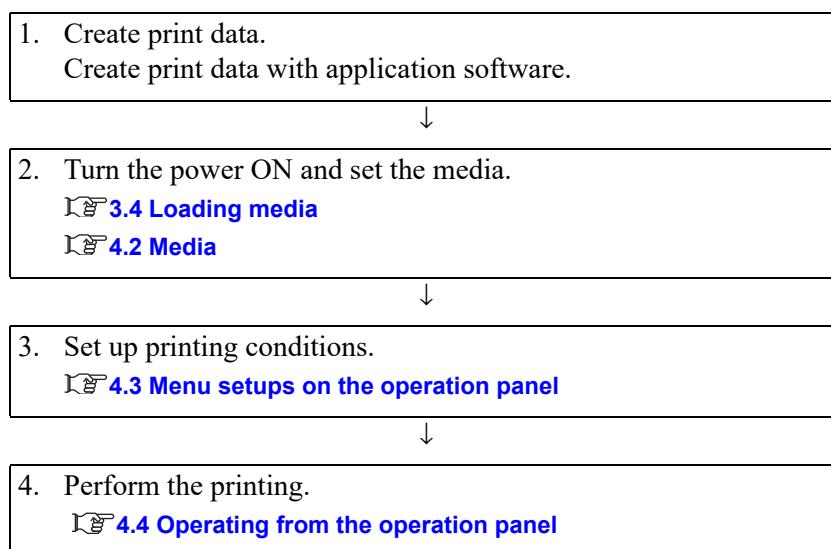 1. Create print data.
Create print data with application software.
↓
2. Turn the power ON and set the media.
3.4 Loading media
4.2 Media
↓
3. Set up printing conditions.
4.3 Menu setups on the operation panel
↓
4. Perform the printing.
4.4 Operating from the operation panel